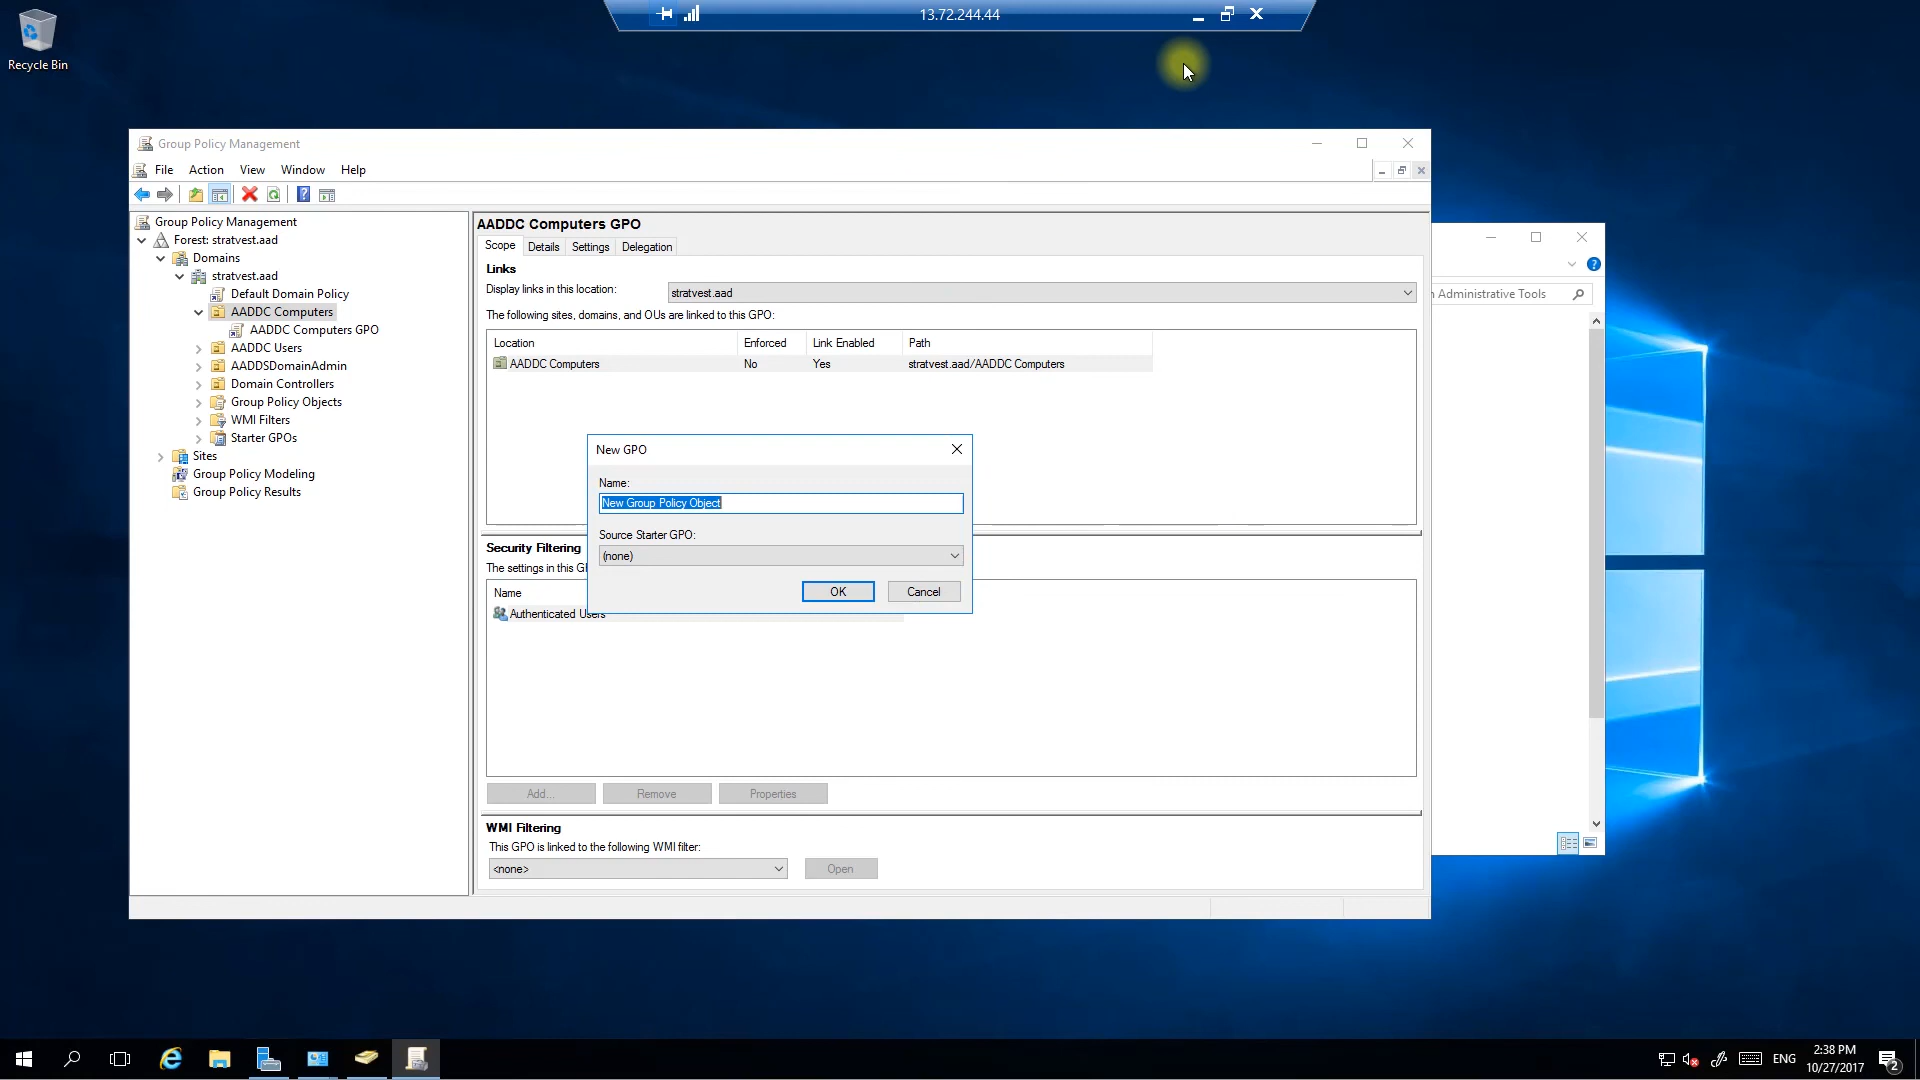 13.72.244.44
Recycle Bin
Group Policy Management
File Action View Window Help
Group Policy Management
Forest: stratvest.aad
Domains
stratvest.aad
Default Domain Policy
AADDC Computers
AADDC Computers GPO
AADDC Users
AADDSDomainAdmin
Domain Controllers
Group Policy Objects
WMI Filters
Starter GPOs
Sites
Group Policy Modeling
Group Policy Results
AADDC Computers GPO
Scope Details Settings Delegation
Links
Display links in this location: stratvest.aad
The following sites, domains, and OUs are linked to this GPO:
Location Enforced Link Enabled Path
AADDC Computers No Yes stratvest.aad/AADDC Computers
New GPO
Name:
New Group Policy Object
Source Starter GPO:
(none)
OK Cancel
Security Filtering
The settings in this
Name
Authenticated Users
Add... Remove Properties
WMI Filtering
This GPO is linked to the following WMI filter:
<none> Open
Administrative Tools
ENG
2:38 PM
10/27/2017
2